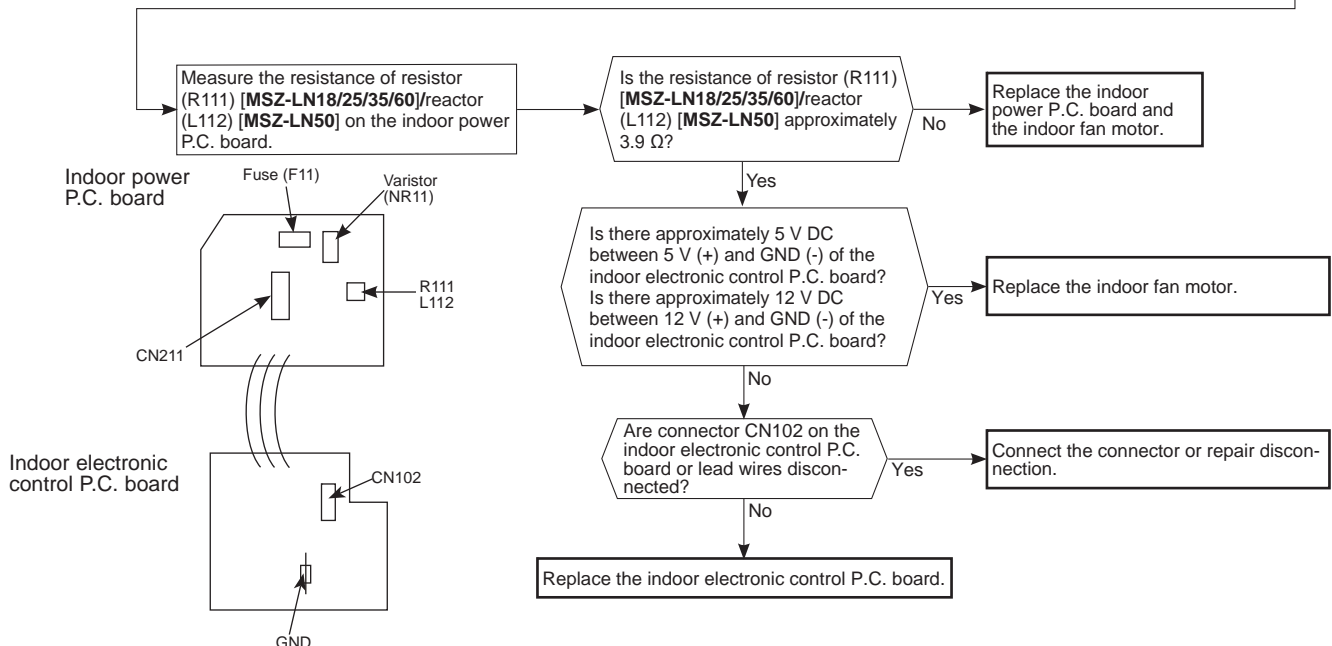 Measure the resistance of resistor
(R111) [MSZ-LN18/25/35/60]/reactor
(L112) [MSZ-LN50] on the indoor power
P.C. board.
Is the resistance of resistor (R111)
[MSZ-LN18/25/35/60]/reactor
(L112) [MSZ-LN50] approximately
3.9 Ω?
No
Replace the indoor
power P.C. board and
the indoor fan motor.
Yes
Indoor power
P.C. board
Fuse (F11)
Varistor
(NR11)
R111
L112
CN211
Is there approximately 5 V DC
between 5 V (+) and GND (-) of the
indoor electronic control P.C. board?
Is there approximately 12 V DC
between 12 V (+) and GND (-) of the
indoor electronic control P.C. board?
Yes
Replace the indoor fan motor.
No
Indoor electronic
control P.C. board
CN102
GND
Are connector CN102 on the
indoor electronic control P.C.
board or lead wires discon-
nected?
Yes
Connect the connector or repair discon-
nection.
No
Replace the indoor electronic control P.C. board.